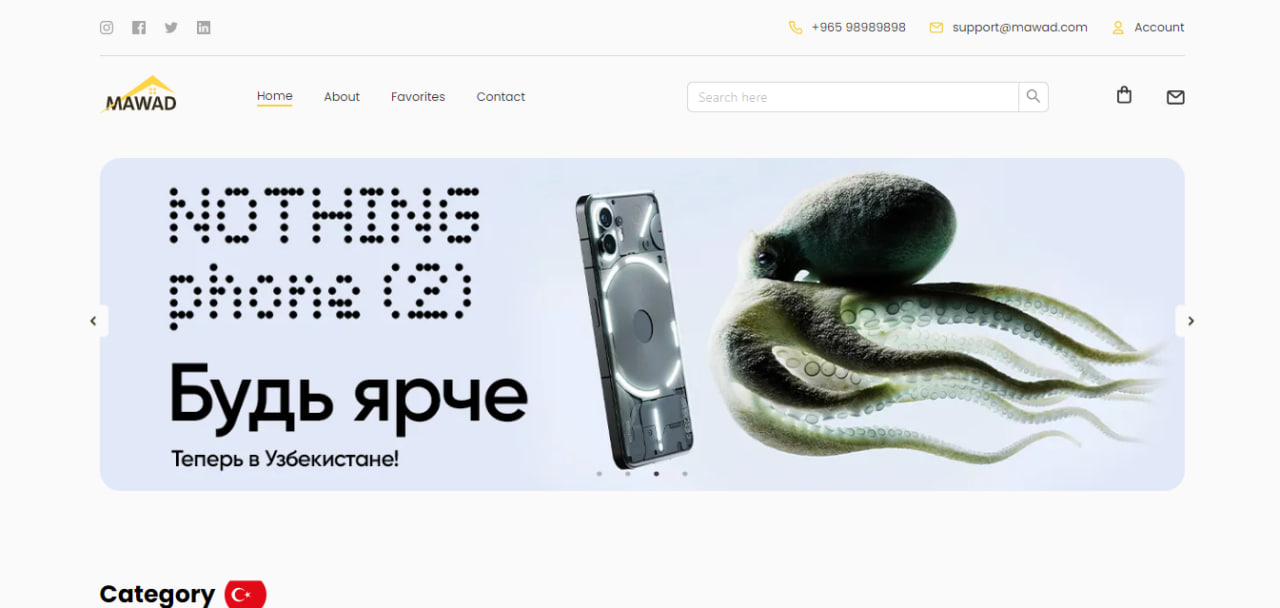 +965 98989898
support@mawad.com
Account
MAWAD
Home
About
Favorites
Contact
Search here
NOTHING
phone (2)
Будь ярче
Теперь в Узбекистане!
Category